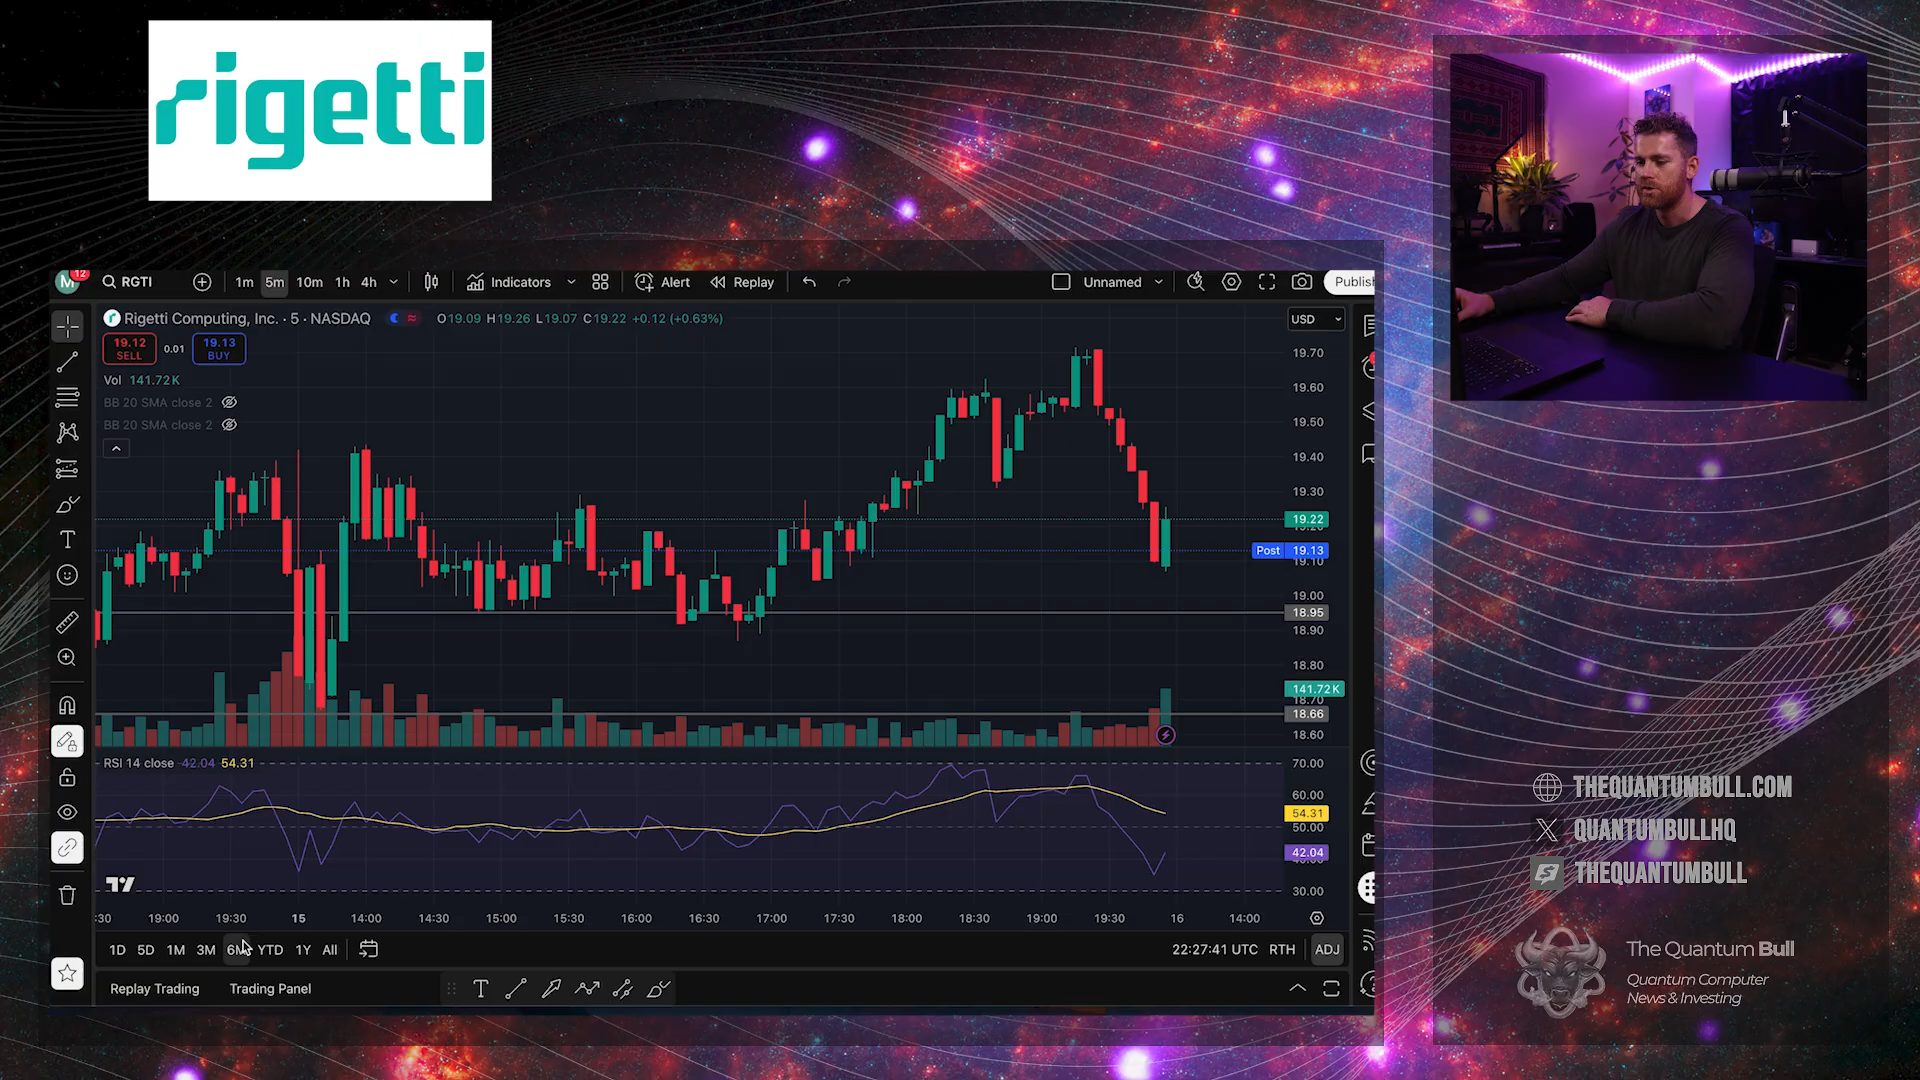 rigetti
M 12 RGTI 1m 5m 10m 1h 4h Indicators Alert Replay Unnamed Publish
Rigetti Computing, Inc. · 5 · NASDAQ O19.09 H19.26 L19.07 C19.22 +0.12 (+0.63%) USD
19.12 SELL 0.01 19.13 BUY
Vol 141.72K
BB 20 SMA close 2
BB 20 SMA close 2
19.70
19.60
19.50
19.40
19.30
19.22
Post 19.13
19.10
19.00
18.95
18.90
18.80
141.72K
18.70
18.66
18.60
RSI 14 close 42.04 54.31
70.00
60.00
54.31
50.00
42.04
30.00
:30 19:00 19:30 15 14:00 14:30 15:00 15:30 16:00 16:30 17:00 17:30 18:00 18:30 19:00 19:30 16 14:00
1D 5D 1M 3M 6M YTD 1Y All 22:27:41 UTC RTH ADJ
Replay Trading Trading Panel
THEQUANTUMBULL.COM
QUANTUMBULLHQ
THEQUANTUMBULL
The Quantum Bull
Quantum Computer
News & Investing